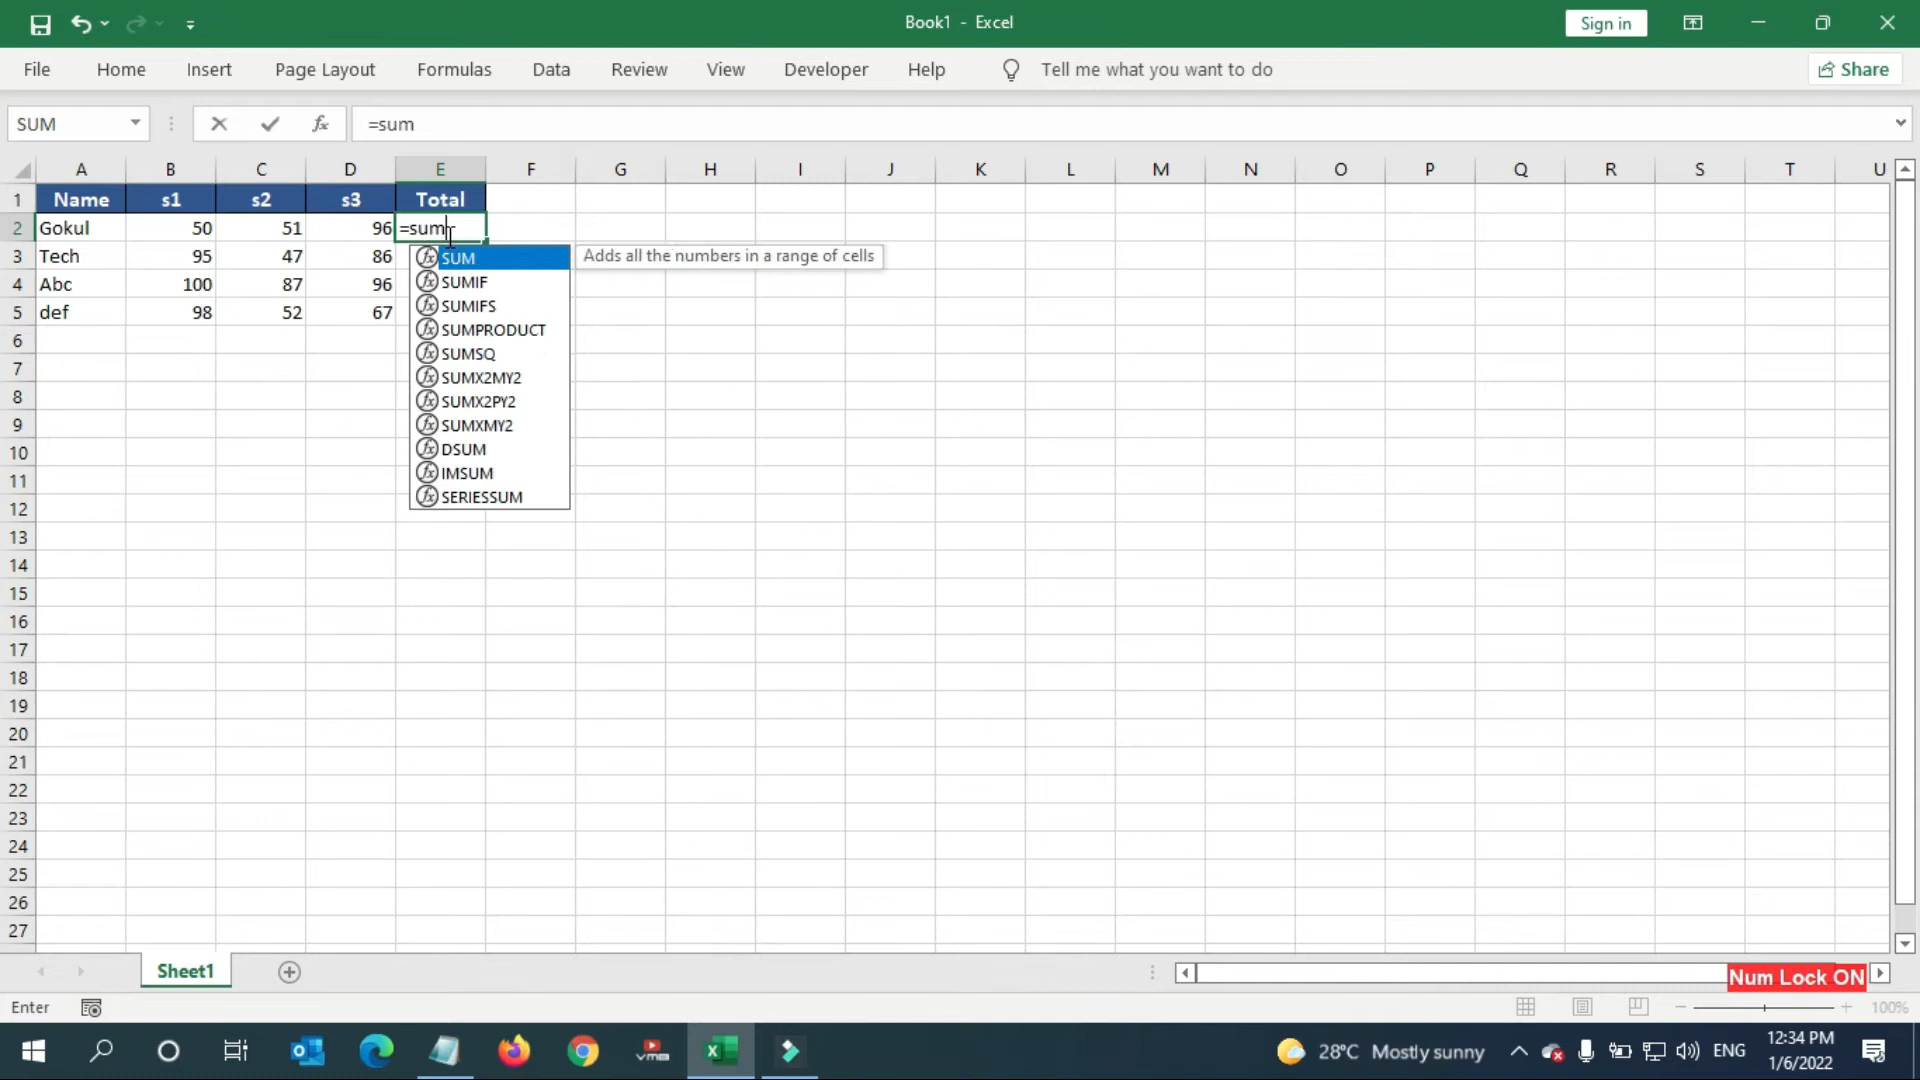 Book1 - Excel
Sign in
File Home Insert Page Layout Formulas Data Review View Developer Help Tell me what you want to do Share
SUM fx =sum
A B C D E F G H I J K L M N O P Q R S T U
1 Name s1 s2 s3 Total
2 Gokul 50 51 96 =sum
3 Tech 95 47 86
4 Abc 100 87 96
5 def 98 52 67
SUM Adds all the numbers in a range of cells
SUMIF
SUMIFS
SUMPRODUCT
SUMSQ
SUMX2MY2
SUMX2PY2
SUMXMY2
DSUM
IMSUM
SERIESSUM
6
7
8
9
10
11
12
13
14
15
16
17
18
19
20
21
22
23
24
25
26
27
Sheet1
Num Lock ON
Enter 100%
28°C Mostly sunny ENG 12:34 PM
1/6/2022